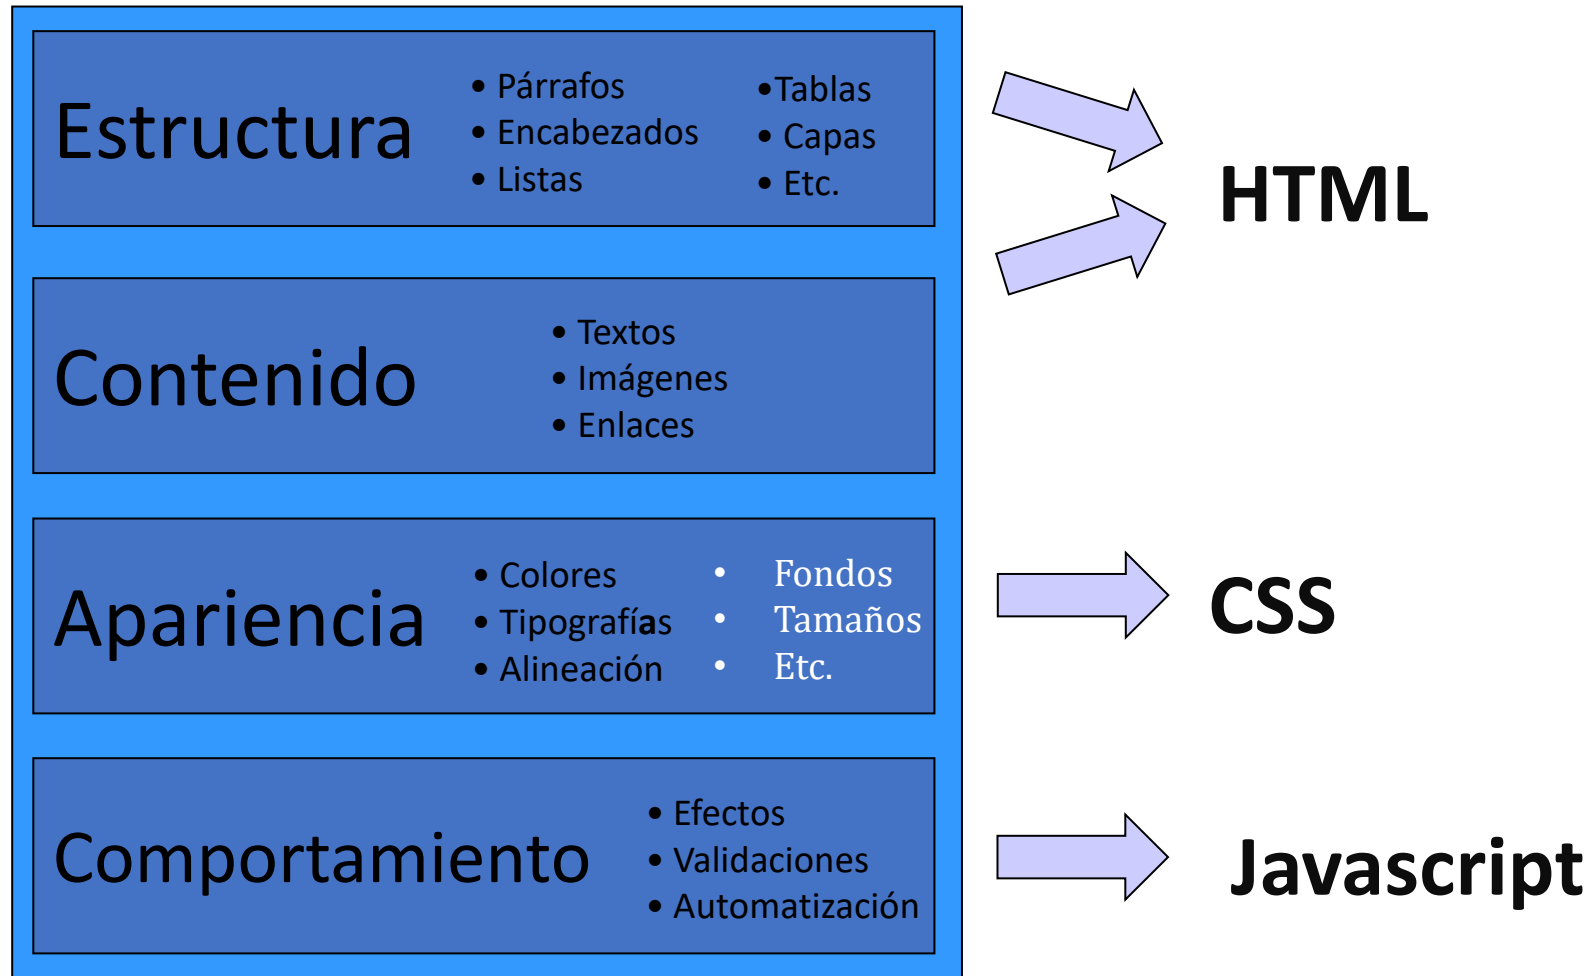 Estructura
• Párrafos
• Encabezados
• Listas
•Tablas
• Capas
• Etc.
HTML
Contenido
• Textos
• Imágenes
• Enlaces
Apariencia
• Colores
• Tipografías
• Alineación
• Fondos
• Tamaños
• Etc.
CSS
Comportamiento
• Efectos
• Validaciones
• Automatización
Javascript